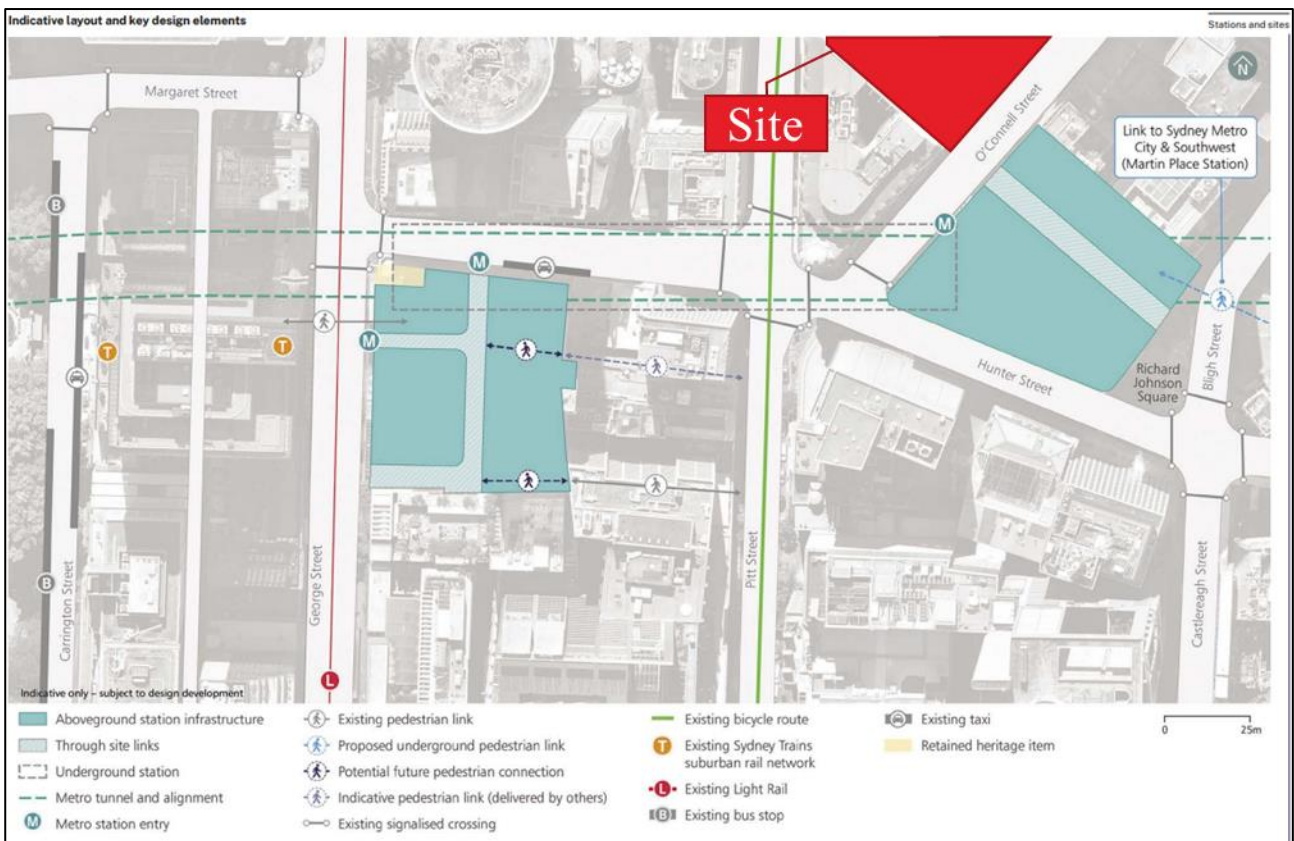 Indicative layout and key design elements
Stations and sites
Margaret Street
POLICE
Site
O'Connell Street
N
Link to Sydney Metro
City & Southwest
(Martin Place Station)
B
M
M
T
T
M
Hunter Street
Richard
Johnson
Square
Bligh Street
Carrington Street
George Street
Pitt Street
Castlereagh Street
B
L
Indicative only – subject to design development
Aboveground station infrastructure
Through site links
Underground station
Metro tunnel and alignment
M Metro station entry
Existing pedestrian link
Proposed underground pedestrian link
Potential future pedestrian connection
Indicative pedestrian link (delivered by others)
Existing signalised crossing
Existing bicycle route
T Existing Sydney Trains
suburban rail network
L Existing Light Rail
B Existing bus stop
Existing taxi
Retained heritage item
0 25m